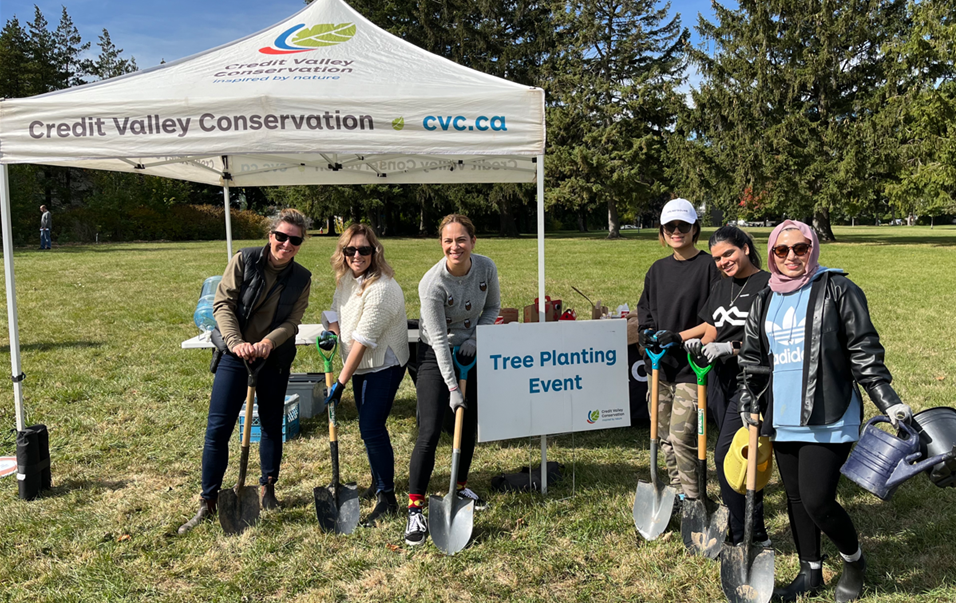 Credit Valley
Conservation
inspired by nature
Credit Valley Conservation
cvc.ca
Tree Planting
Event
Credit Valley
Conservation
adidas